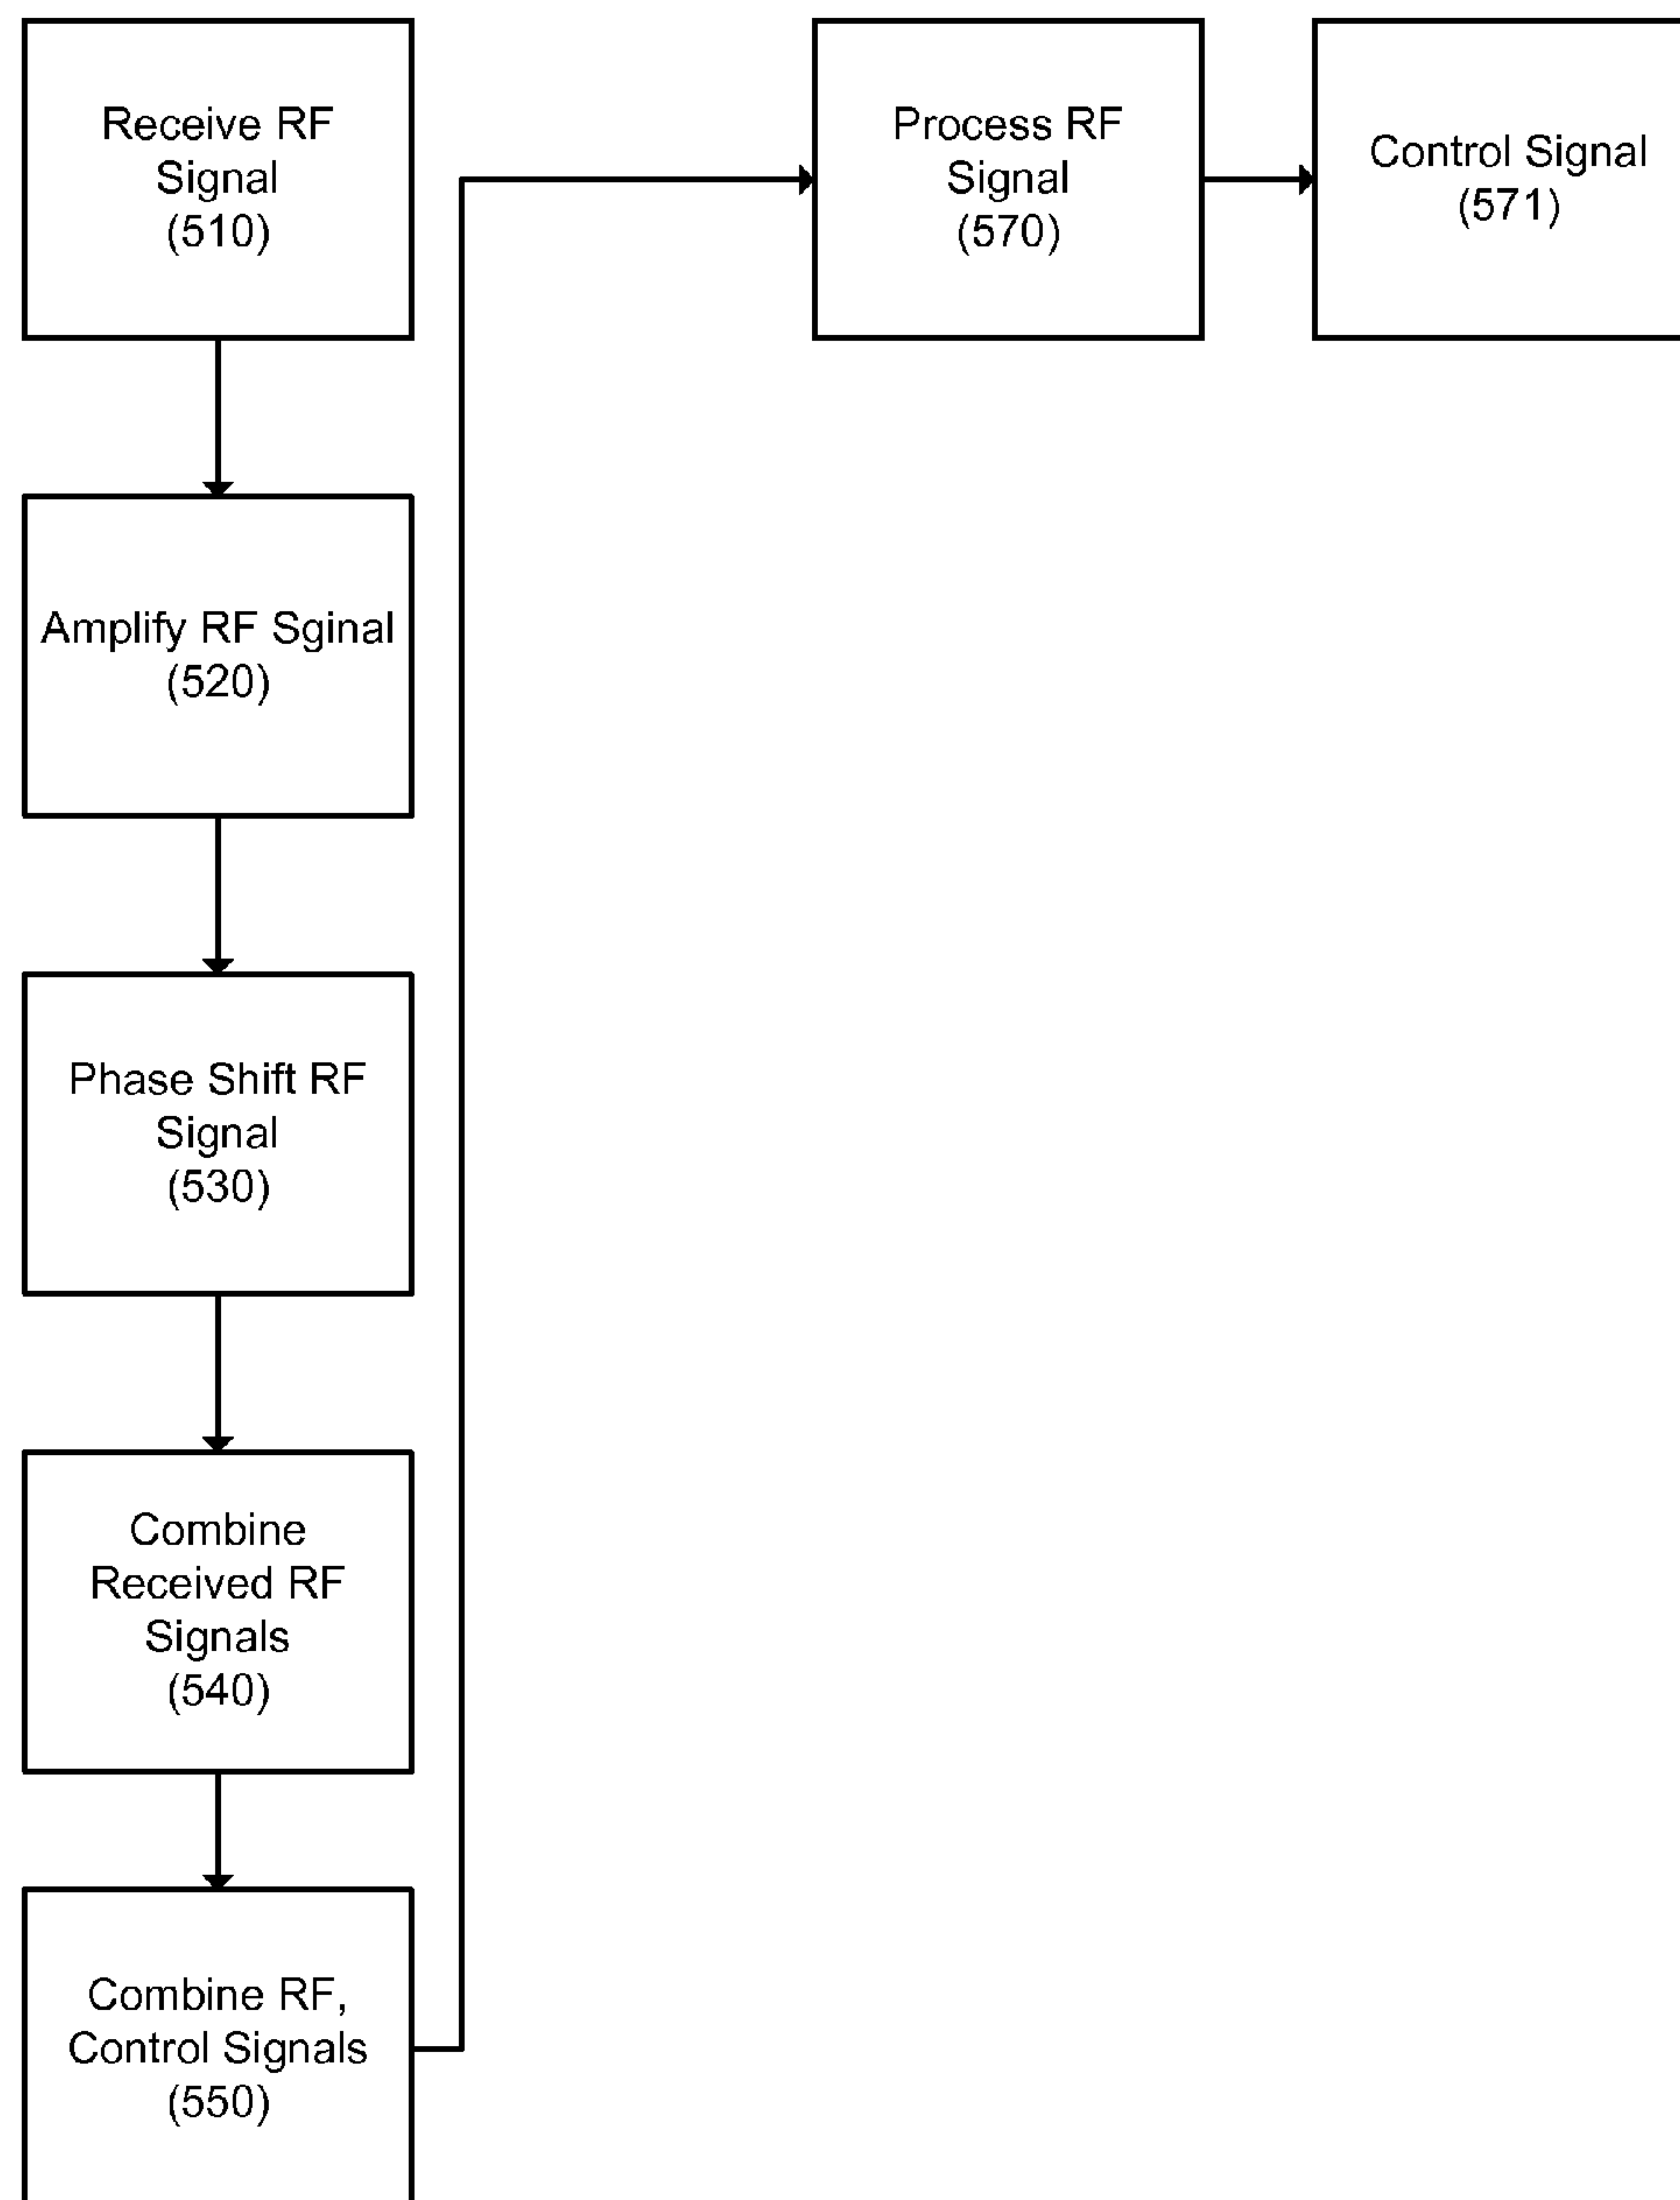 Receive RF
Signal
(510)
Amplify RF Sginal
(520)
Phase Shift RF
Signal
(530)
Combine
Received RF
Signals
(540)
Combine RF,
Control Signals
(550)
Process RF
Signal
(570)
Control Signal
(571)